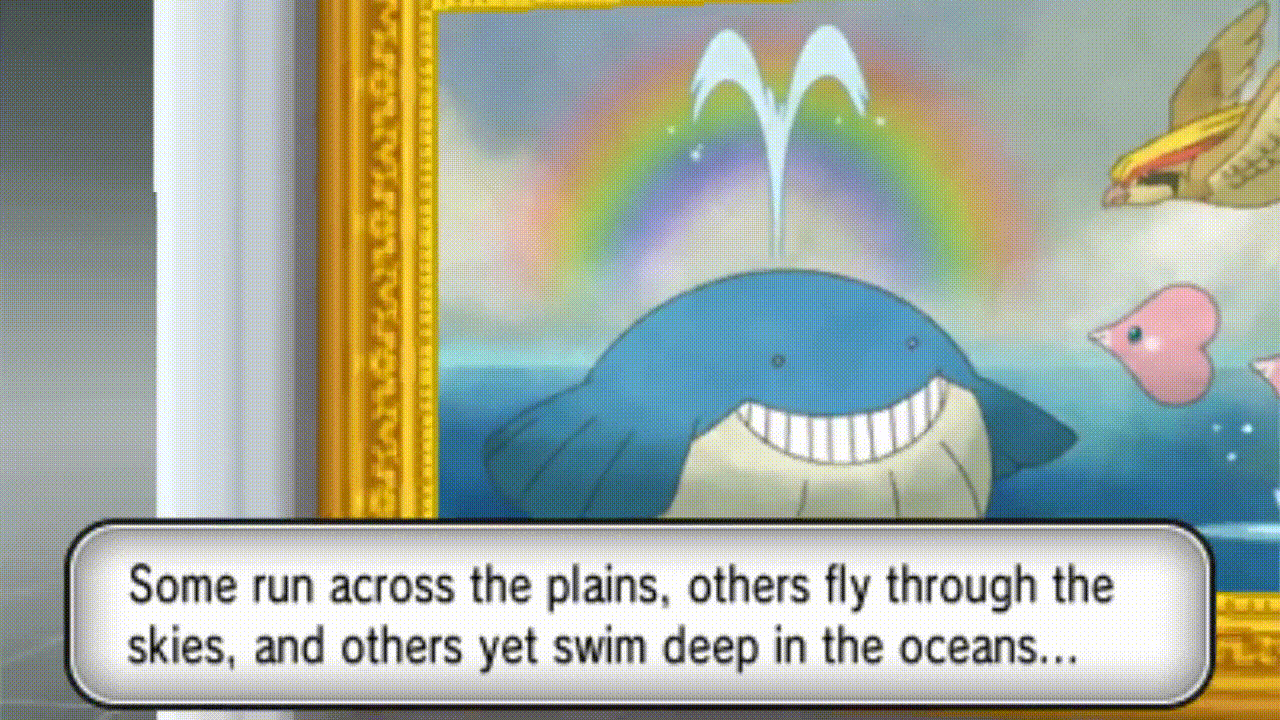 Some run across the plains, others fly through the
skies, and others yet swim deep in the oceans...